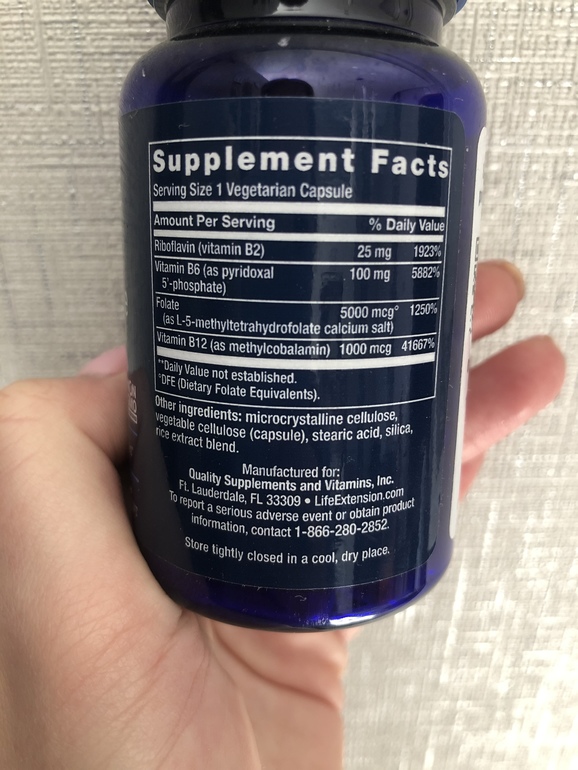 Supplement Facts
Serving Size 1 Vegetarian Capsule
Amount Per Serving % Daily Value
Riboflavin (vitamin B2) 25 mg 1923%
Vitamin B6 (as pyridoxal 100 mg 5882%
5'-phosphate)
Folate 5000 mcg° 1250%
(as L-5-methyltetrahydrofolate calcium salt)
Vitamin B12 (as methylcobalamin) 1000 mcg 41667%
**Daily Value not established.
°DFE (Dietary Folate Equivalents).
Other ingredients: microcrystalline cellulose,
vegetable cellulose (capsule), stearic acid, silica,
rice extract blend.
Manufactured for:
Quality Supplements and Vitamins, Inc.
Ft. Lauderdale, FL 33309 • LifeExtension.com
To report a serious adverse event or obtain product
information, contact 1-866-280-2852.
Store tightly closed in a cool, dry place.